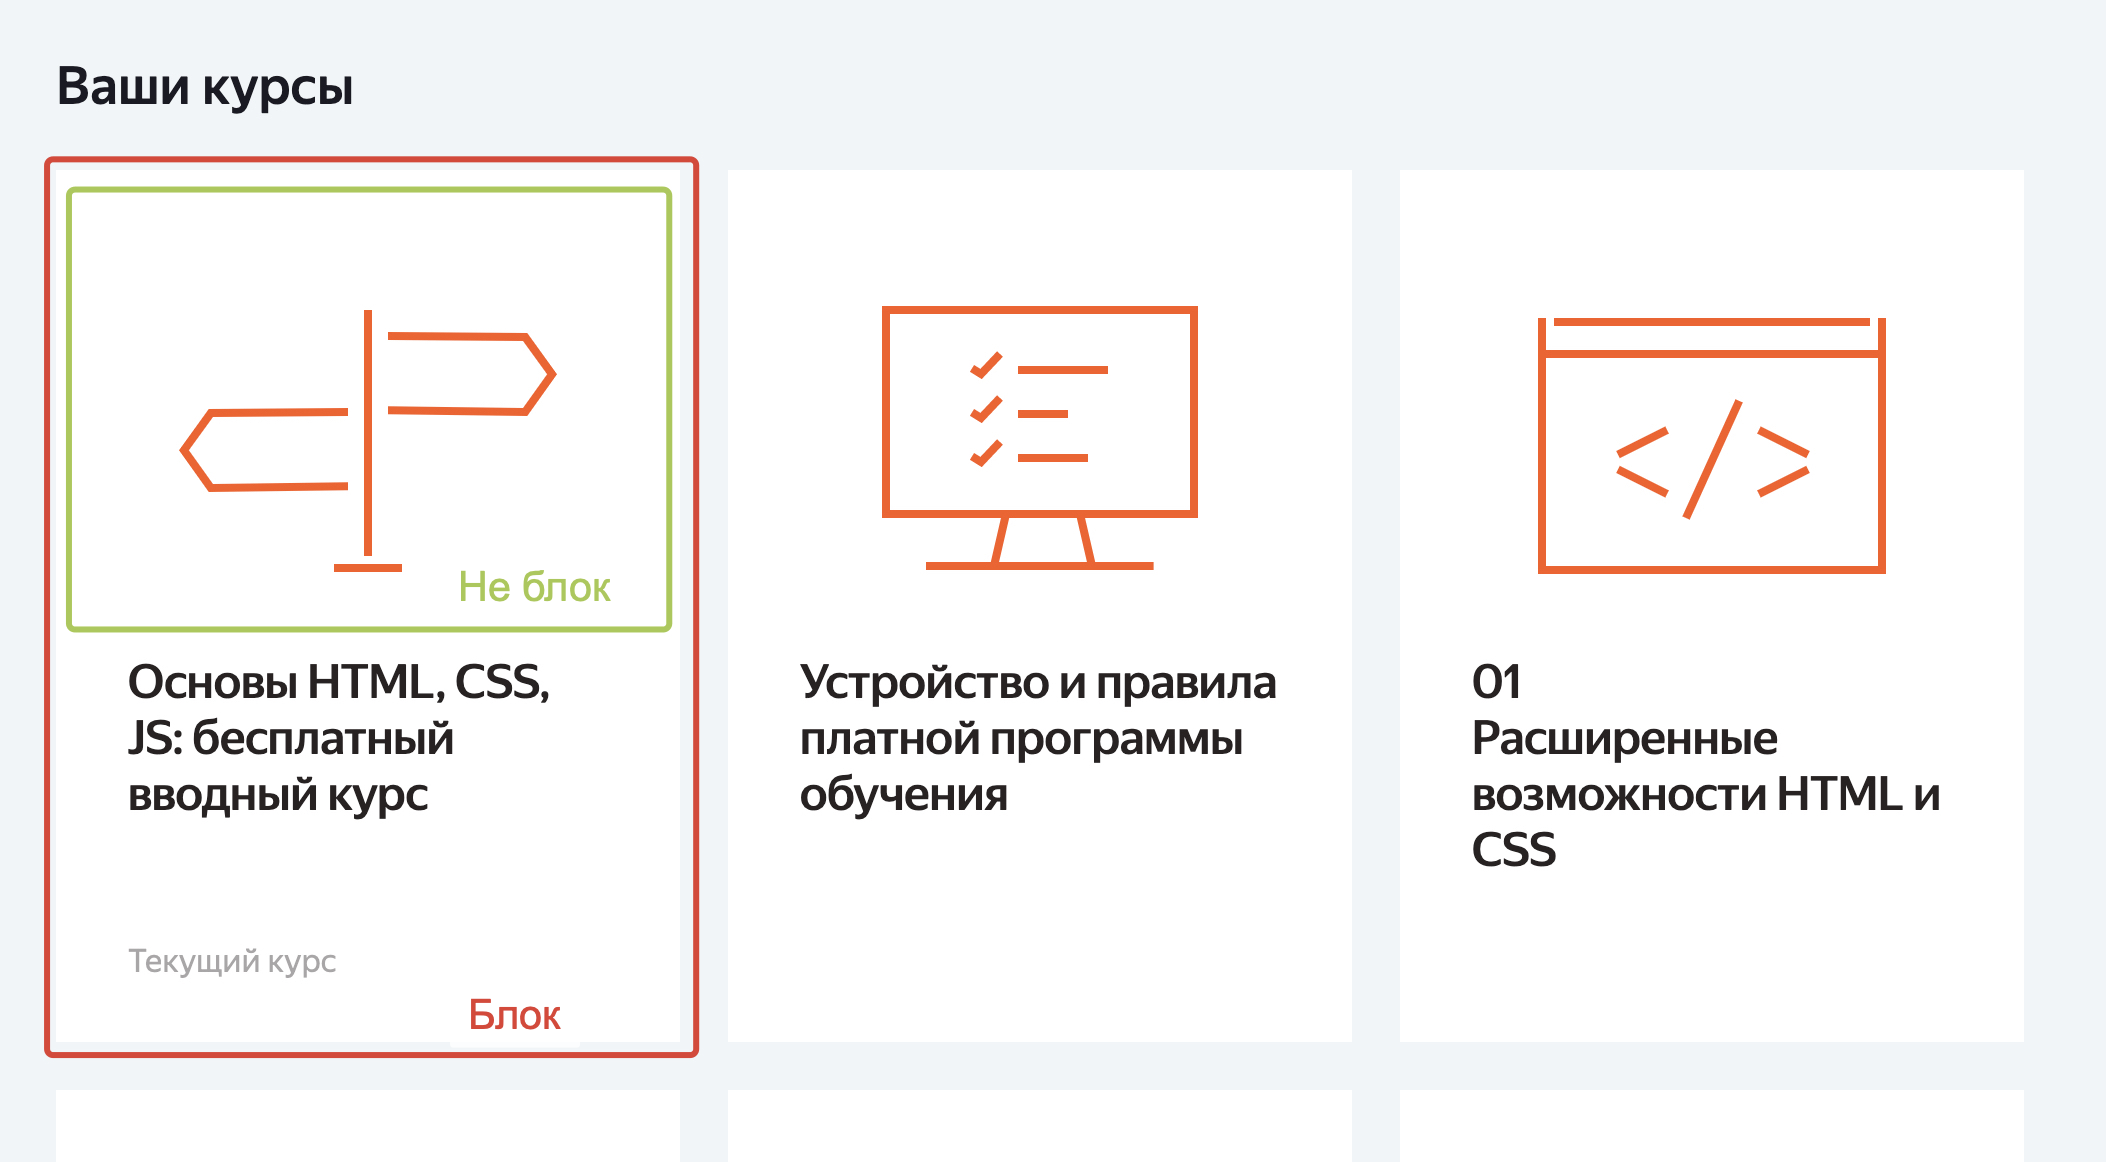 Ваши курсы
Не блок
Основы HTML, CSS,
JS: бесплатный
вводный курс
Текущий курс
Блок
Устройство и правила
платной программы
обучения
01
Расширенные
возможности HTML и
CSS